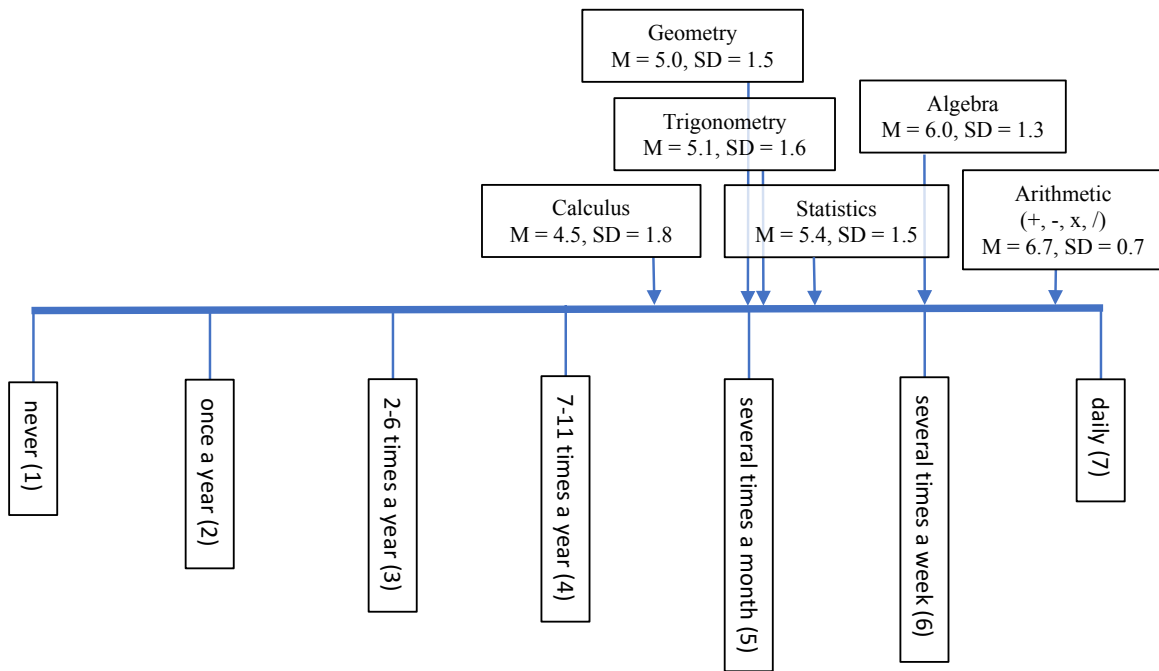 Geometry
M = 5.0, SD = 1.5
Trigonometry
M = 5.1, SD = 1.6
Algebra
M = 6.0, SD = 1.3
Calculus
M = 4.5, SD = 1.8
Statistics
M = 5.4, SD = 1.5
Arithmetic
(+, -, x, /)
M = 6.7, SD = 0.7
never (1)
once a year (2)
2-6 times a year (3)
7-11 times a year (4)
several times a month (5)
several times a week (6)
daily (7)